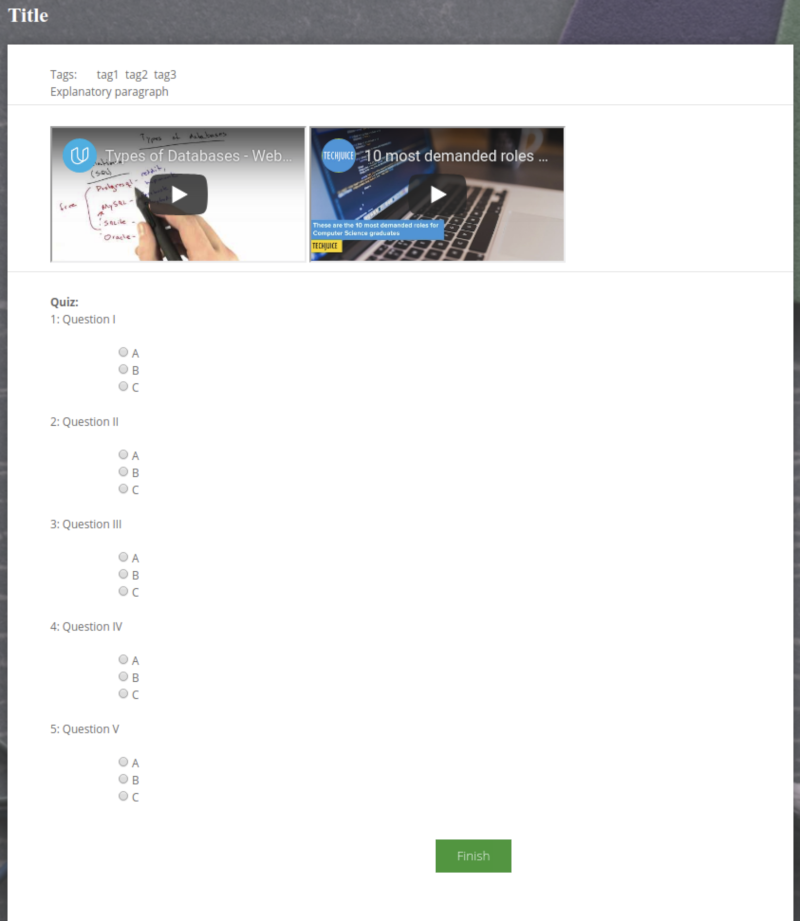 Title
Tags: tag1 tag2 tag3
Explanatory paragraph
Types of Databases - Web...
Types of Databases
(SQL)
Postgresql-
MySQL-
SQLite-
Oracle-
TECHJUICE
10 most demanded roles ...
These are the 10 most demanded roles for
Computer Science graduates
TECHJUICE
Quiz:
1: Question I
A
B
C
2: Question II
A
B
C
3: Question III
A
B
C
4: Question IV
A
B
C
5: Question V
A
B
C
Finish